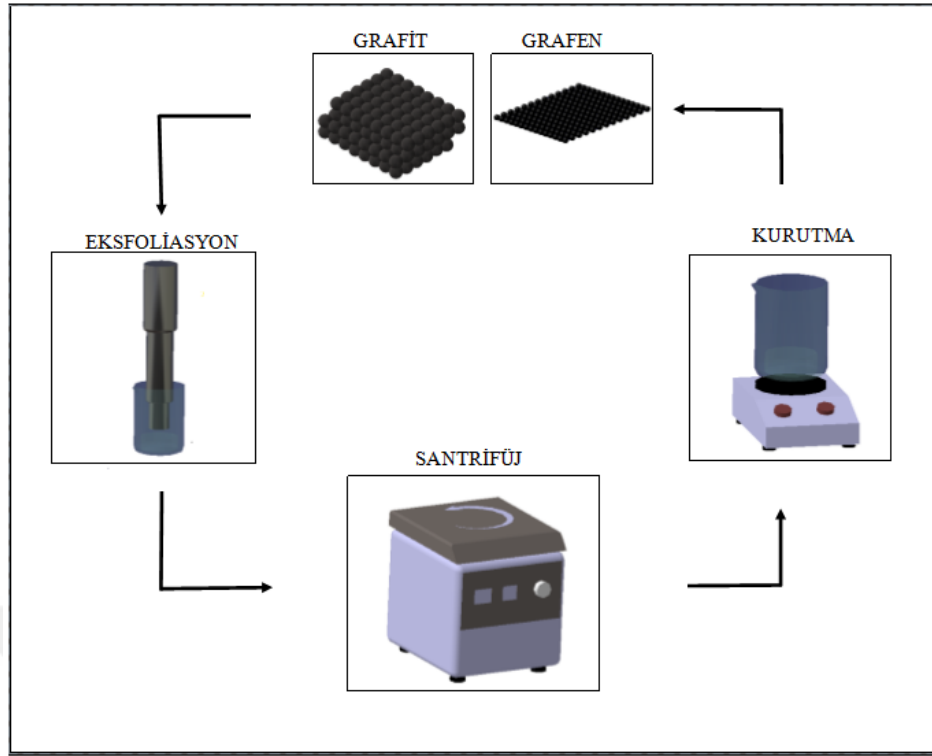 GRAFİT
GRAFEN
EKSFOLİASYON
KURUTMA
SANTRİFÜJ